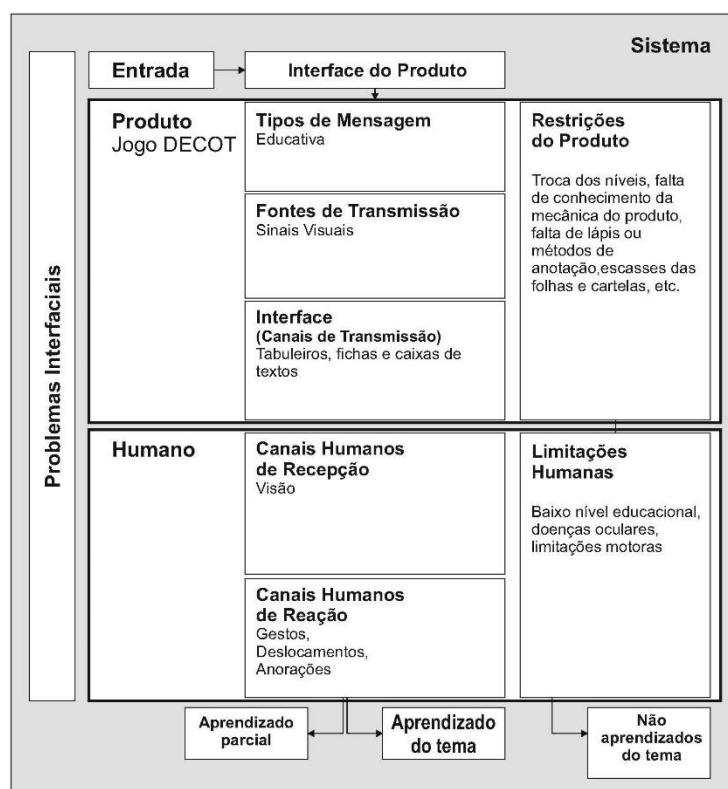 Sistema
Problemas Interfaciais
Entrada
Interface do Produto
Produto
Jogo DECOT
Tipos de Mensagem
Educativa
Fontes de Transmissão
Sinais Visuais
Interface
(Canais de Transmissão)
Tabuleiros, fichas e caixas de
textos
Restrições
do Produto
Troca dos níveis, falta
de conhecimento da
mecânica do produto,
falta de lápis ou
métodos de
anotação,escasses das
folhas e cartelas, etc.
Humano
Canais Humanos
de Recepção
Visão
Canais Humanos
de Reação
Gestos,
Deslocamentos,
Anorações
Limitações
Humanas
Baixo nível educacional,
doenças oculares,
limitações motoras
Aprendizado
parcial
Aprendizado
do tema
Não
aprendizados
do tema